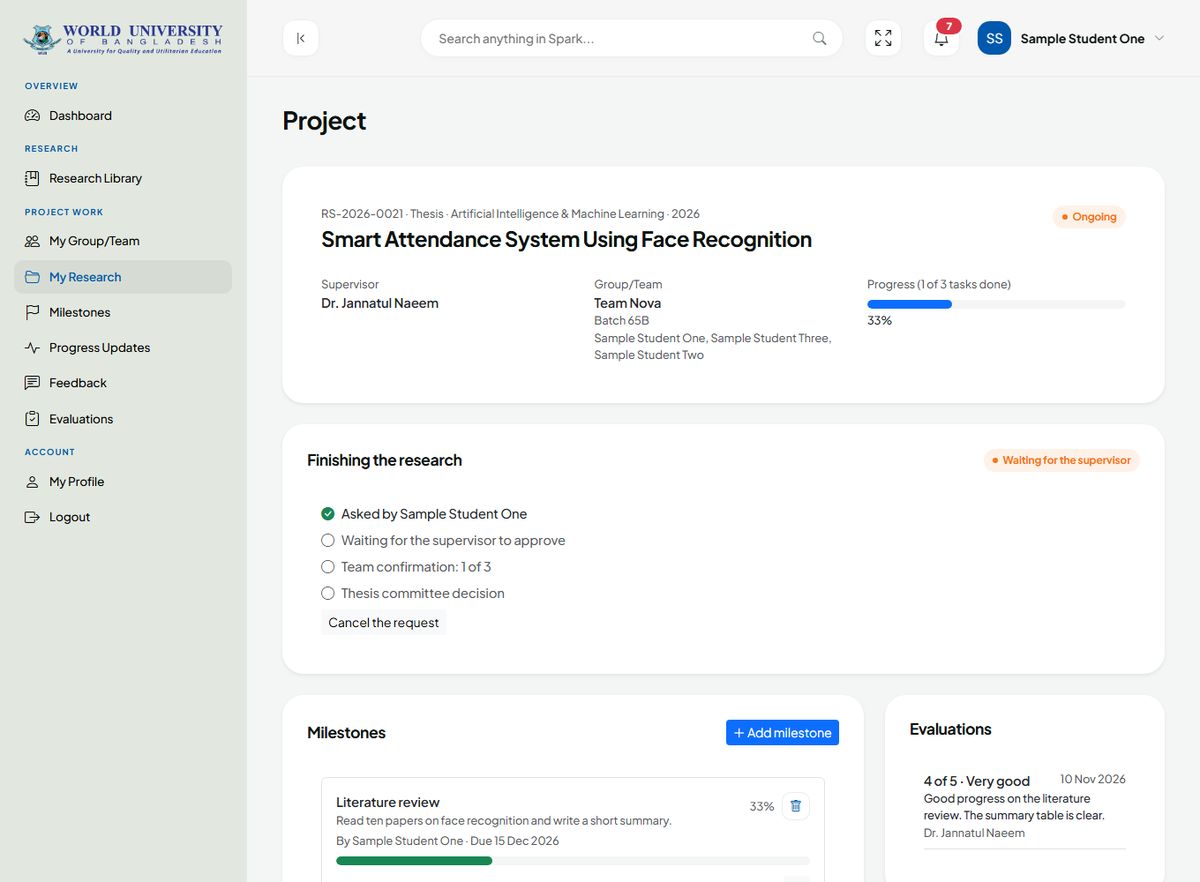 WORLD UNIVERSITY
OF BANGLADESH
A University for Quality and Utilitarian Education
OVERVIEW
Dashboard
RESEARCH
Research Library
PROJECT WORK
My Group/Team
My Research
Milestones
Progress Updates
Feedback
Evaluations
ACCOUNT
My Profile
Logout
Search anything in Spark...
7
SS
Sample Student One
Project
RS-2026-0021 · Thesis · Artificial Intelligence & Machine Learning · 2026
Ongoing
Smart Attendance System Using Face Recognition
Supervisor
Dr. Jannatul Naeem
Group/Team
Team Nova
Batch 65B
Sample Student One, Sample Student Three,
Sample Student Two
Progress (1 of 3 tasks done)
33%
Finishing the research
Waiting for the supervisor
Asked by Sample Student One
Waiting for the supervisor to approve
Team confirmation: 1 of 3
Thesis committee decision
Cancel the request
Milestones
+ Add milestone
Literature review
33%
Read ten papers on face recognition and write a short summary.
By Sample Student One · Due 15 Dec 2026
Evaluations
4 of 5 · Very good
10 Nov 2026
Good progress on the literature
review. The summary table is clear.
Dr. Jannatul Naeem